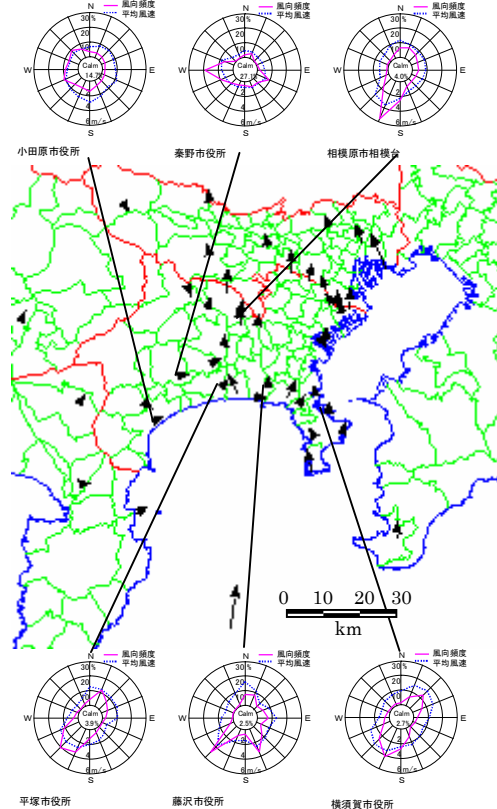 N
風向頻度
平均風速
30%
20
10
Calm
14.7%
W
E
2
4
6m/s
S
小田原市役所
N
風向頻度
平均風速
30%
20
10
Calm
27.1%
W
E
2
4
6m/s
S
秦野市役所
N
風向頻度
平均風速
30%
20
10
Calm
4.0%
W
E
2
4
6m/s
S
相模原市相模台
0 10 20 30
km
N
風向頻度
平均風速
30%
20
10
Calm
3.9%
W
E
2
4
6m/s
S
平塚市役所
N
風向頻度
平均風速
30%
20
10
Calm
2.5%
W
E
2
4
6m/s
S
藤沢市役所
N
風向頻度
平均風速
30%
20
10
Calm
2.7%
W
E
2
4
6m/s
S
横須賀市役所